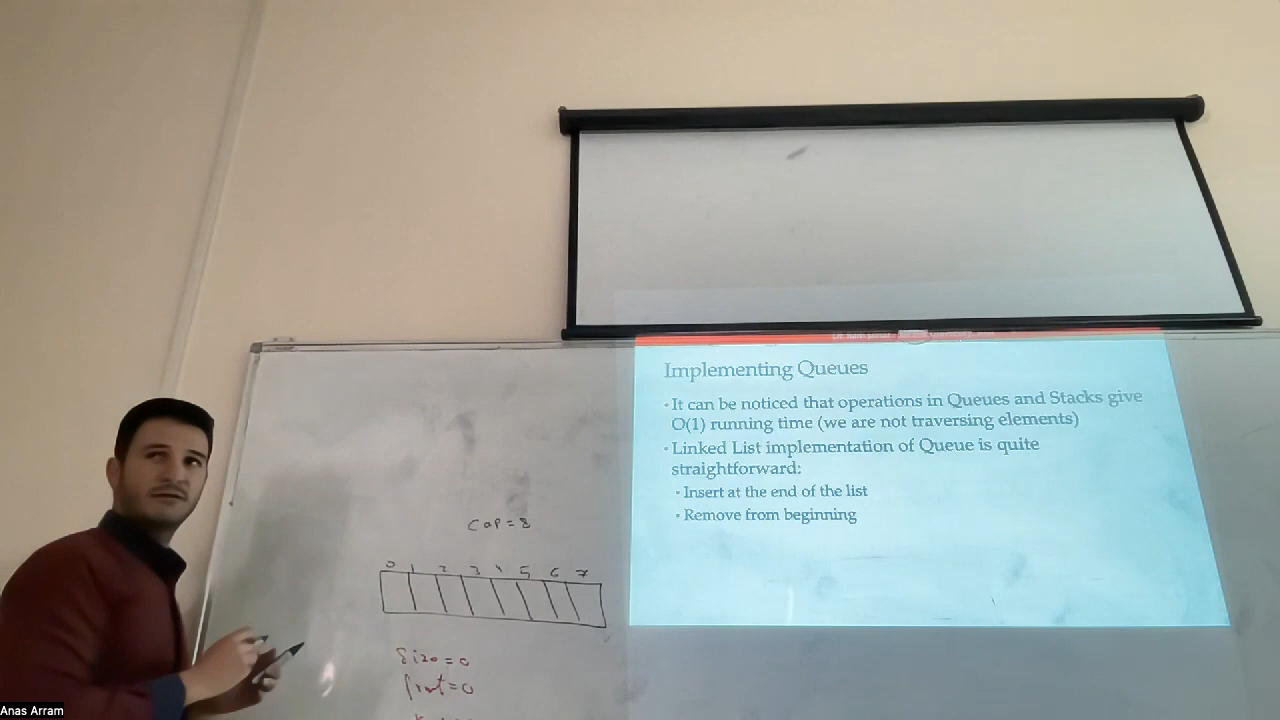 Implementing Queues
• It can be noticed that operations in Queues and Stacks give
O(1) running time (we are not traversing elements)
• Linked List implementation of Queue is quite
straightforward:
• Insert at the end of the list
• Remove from beginning
Cap = 8
0 1 2 3 4 5 6 7
Size = 0
front = 0
Anas Arram